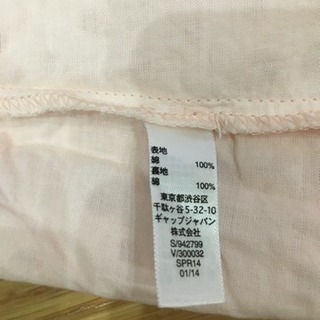 表地
綿 100%
裏地
綿 100%
東京都渋谷区
千駄ヶ谷5-32-10
ギャップジャパン
株式会社
S/942799
V/300032
SPR14
01/14